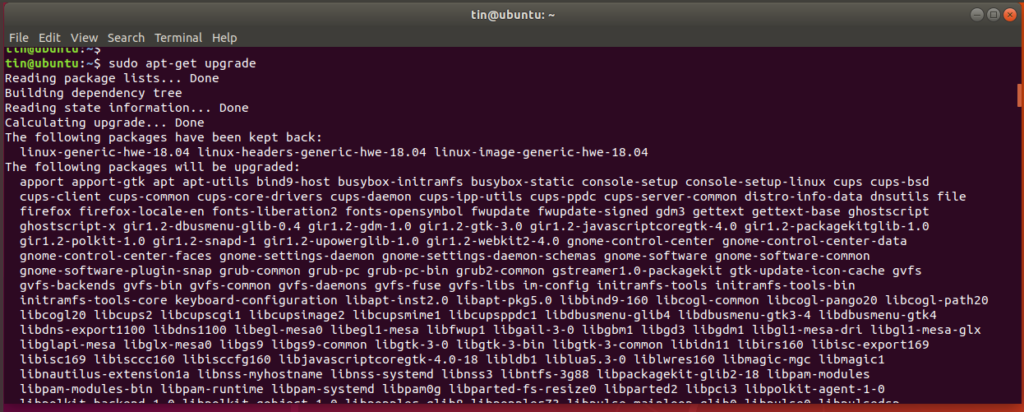 tin@ubuntu: ~
File Edit View Search Terminal Help
tin@ubuntu:~$
tin@ubuntu:~$ sudo apt-get upgrade
Reading package lists... Done
Building dependency tree
Reading state information... Done
Calculating upgrade... Done
The following packages have been kept back:
  linux-generic-hwe-18.04 linux-headers-generic-hwe-18.04 linux-image-generic-hwe-18.04
The following packages will be upgraded:
  apport apport-gtk apt apt-utils bind9-host busybox-initramfs busybox-static console-setup console-setup-linux cups cups-bsd
  cups-client cups-common cups-core-drivers cups-daemon cups-ipp-utils cups-ppdc cups-server-common distro-info-data dnsutils file
  firefox firefox-locale-en fonts-liberation2 fonts-opensymbol fwupdate fwupdate-signed gdm3 gettext gettext-base ghostscript
  ghostscript-x gir1.2-dbusmenu-glib-0.4 gir1.2-gdm-1.0 gir1.2-gtk-3.0 gir1.2-javascriptcoregtk-4.0 gir1.2-packagekitglib-1.0
  gir1.2-polkit-1.0 gir1.2-snapd-1 gir1.2-upowerglib-1.0 gir1.2-webkit2-4.0 gnome-control-center gnome-control-center-data
  gnome-control-center-faces gnome-settings-daemon gnome-settings-daemon-schemas gnome-software gnome-software-common
  gnome-software-plugin-snap grub-common grub-pc grub-pc-bin grub2-common gstreamer1.0-packagekit gtk-update-icon-cache gvfs
  gvfs-backends gvfs-bin gvfs-common gvfs-daemons gvfs-fuse gvfs-libs im-config initramfs-tools initramfs-tools-bin
  initramfs-tools-core keyboard-configuration libapt-inst2.0 libapt-pkg5.0 libbind9-160 libcogl-common libcogl-pango20 libcogl-path20
  libcogl20 libcups2 libcupscgi1 libcupsimage2 libcupsmime1 libcupsppdc1 libdbusmenu-glib4 libdbusmenu-gtk3-4 libdbusmenu-gtk4
  libdns-export1100 libdns1100 libegl-mesa0 libegl1-mesa libfwup1 libgail-3-0 libgbm1 libgd3 libgdm1 libgl1-mesa-dri libgl1-mesa-glx
  libglapi-mesa libglx-mesa0 libgs9 libgs9-common libgtk-3-0 libgtk-3-bin libgtk-3-common libidn11 libirs160 libisc-export169
  libisc169 libisccc160 libisccfg160 libjavascriptcoregtk-4.0-18 libldb1 liblua5.3-0 liblwres160 libmagic-mgc libmagic1
  libnautilus-extension1a libnss-myhostname libnss-systemd libnss3 libntfs-3g88 libpackagekit-glib2-18 libpam-modules
  libpam-modules-bin libpam-runtime libpam-systemd libpam0g libparted-fs-resize0 libparted2 libpci3 libpolkit-agent-1-0
  libpolkit-backend-1-0 libpolkit-gobject-1-0 libpoppler-glib8 libpoppler73 libpulse-mainloop-glib0 libpulse0 libpulsedsp